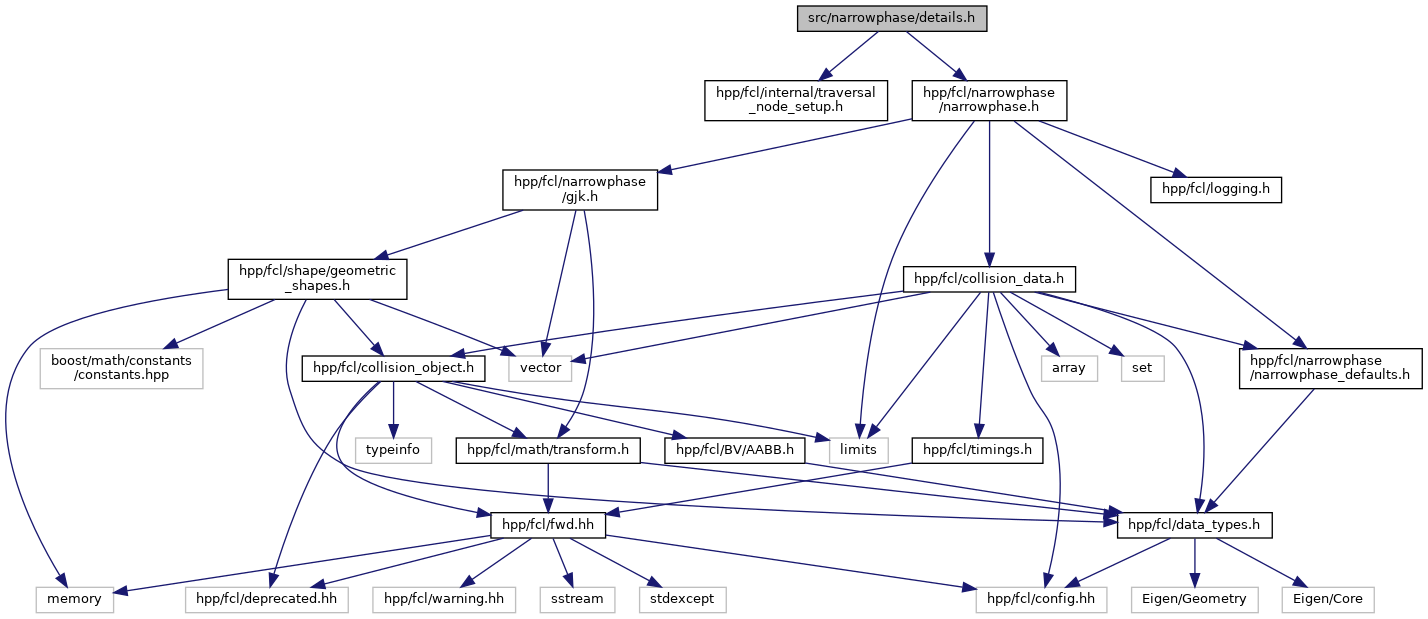 src/narrowphase/details.h
hpp/fcl/internal/traversal
_node_setup.h
hpp/fcl/narrowphase
/narrowphase.h
hpp/fcl/narrowphase
/gjk.h
hpp/fcl/logging.h
hpp/fcl/shape/geometric
_shapes.h
hpp/fcl/collision_data.h
boost/math/constants
/constants.hpp
hpp/fcl/collision_object.h
vector
array
set
hpp/fcl/narrowphase
/narrowphase_defaults.h
typeinfo
hpp/fcl/math/transform.h
hpp/fcl/BV/AABB.h
limits
hpp/fcl/timings.h
hpp/fcl/fwd.hh
hpp/fcl/data_types.h
memory
hpp/fcl/deprecated.hh
hpp/fcl/warning.hh
sstream
stdexcept
hpp/fcl/config.hh
Eigen/Geometry
Eigen/Core